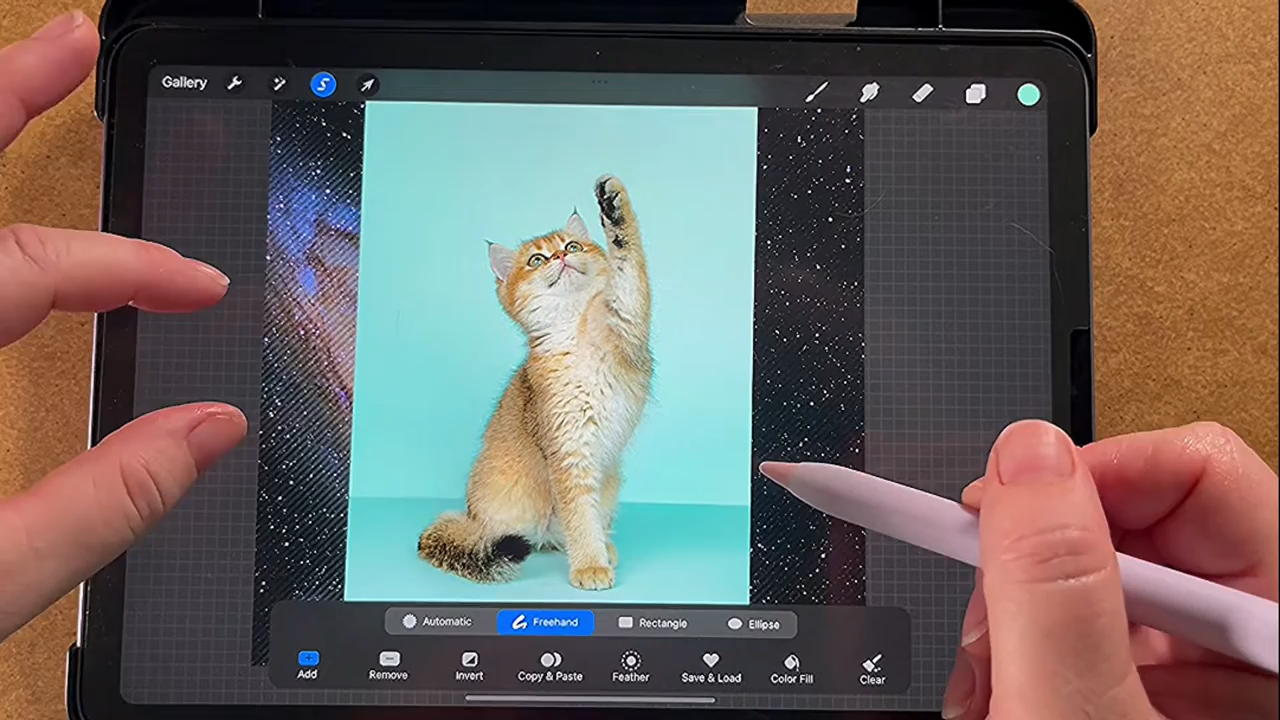 Gallery
Automatic Freehand Rectangle Ellipse
Add Remove Invert Copy & Paste Feather Save & Load Color Fill Clear